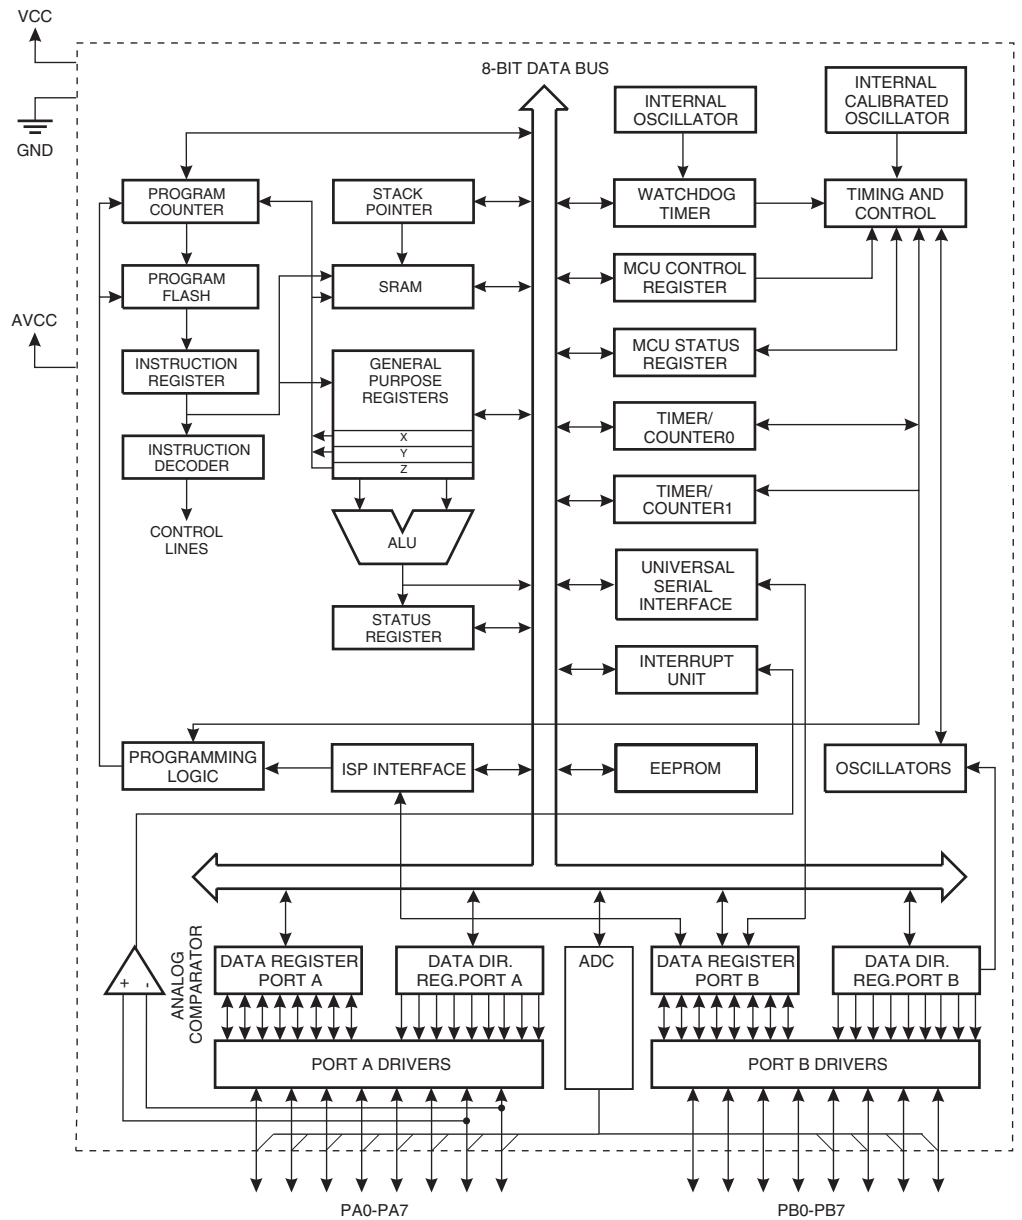 VCC
GND
AVCC
8-BIT DATA BUS
INTERNAL
OSCILLATOR
INTERNAL
CALIBRATED
OSCILLATOR
PROGRAM
COUNTER
STACK
POINTER
WATCHDOG
TIMER
TIMING AND
CONTROL
PROGRAM
FLASH
SRAM
MCU CONTROL
REGISTER
INSTRUCTION
REGISTER
GENERAL
PURPOSE
REGISTERS
X
Y
Z
MCU STATUS
REGISTER
INSTRUCTION
DECODER
TIMER/
COUNTER0
CONTROL
LINES
ALU
TIMER/
COUNTER1
STATUS
REGISTER
UNIVERSAL
SERIAL
INTERFACE
INTERRUPT
UNIT
PROGRAMMING
LOGIC
ISP INTERFACE
EEPROM
OSCILLATORS
ANALOG
COMPARATOR
+
-
DATA REGISTER
PORT A
DATA DIR.
REG.PORT A
ADC
DATA REGISTER
PORT B
DATA DIR.
REG.PORT B
PORT A DRIVERS
PORT B DRIVERS
PA0-PA7
PB0-PB7